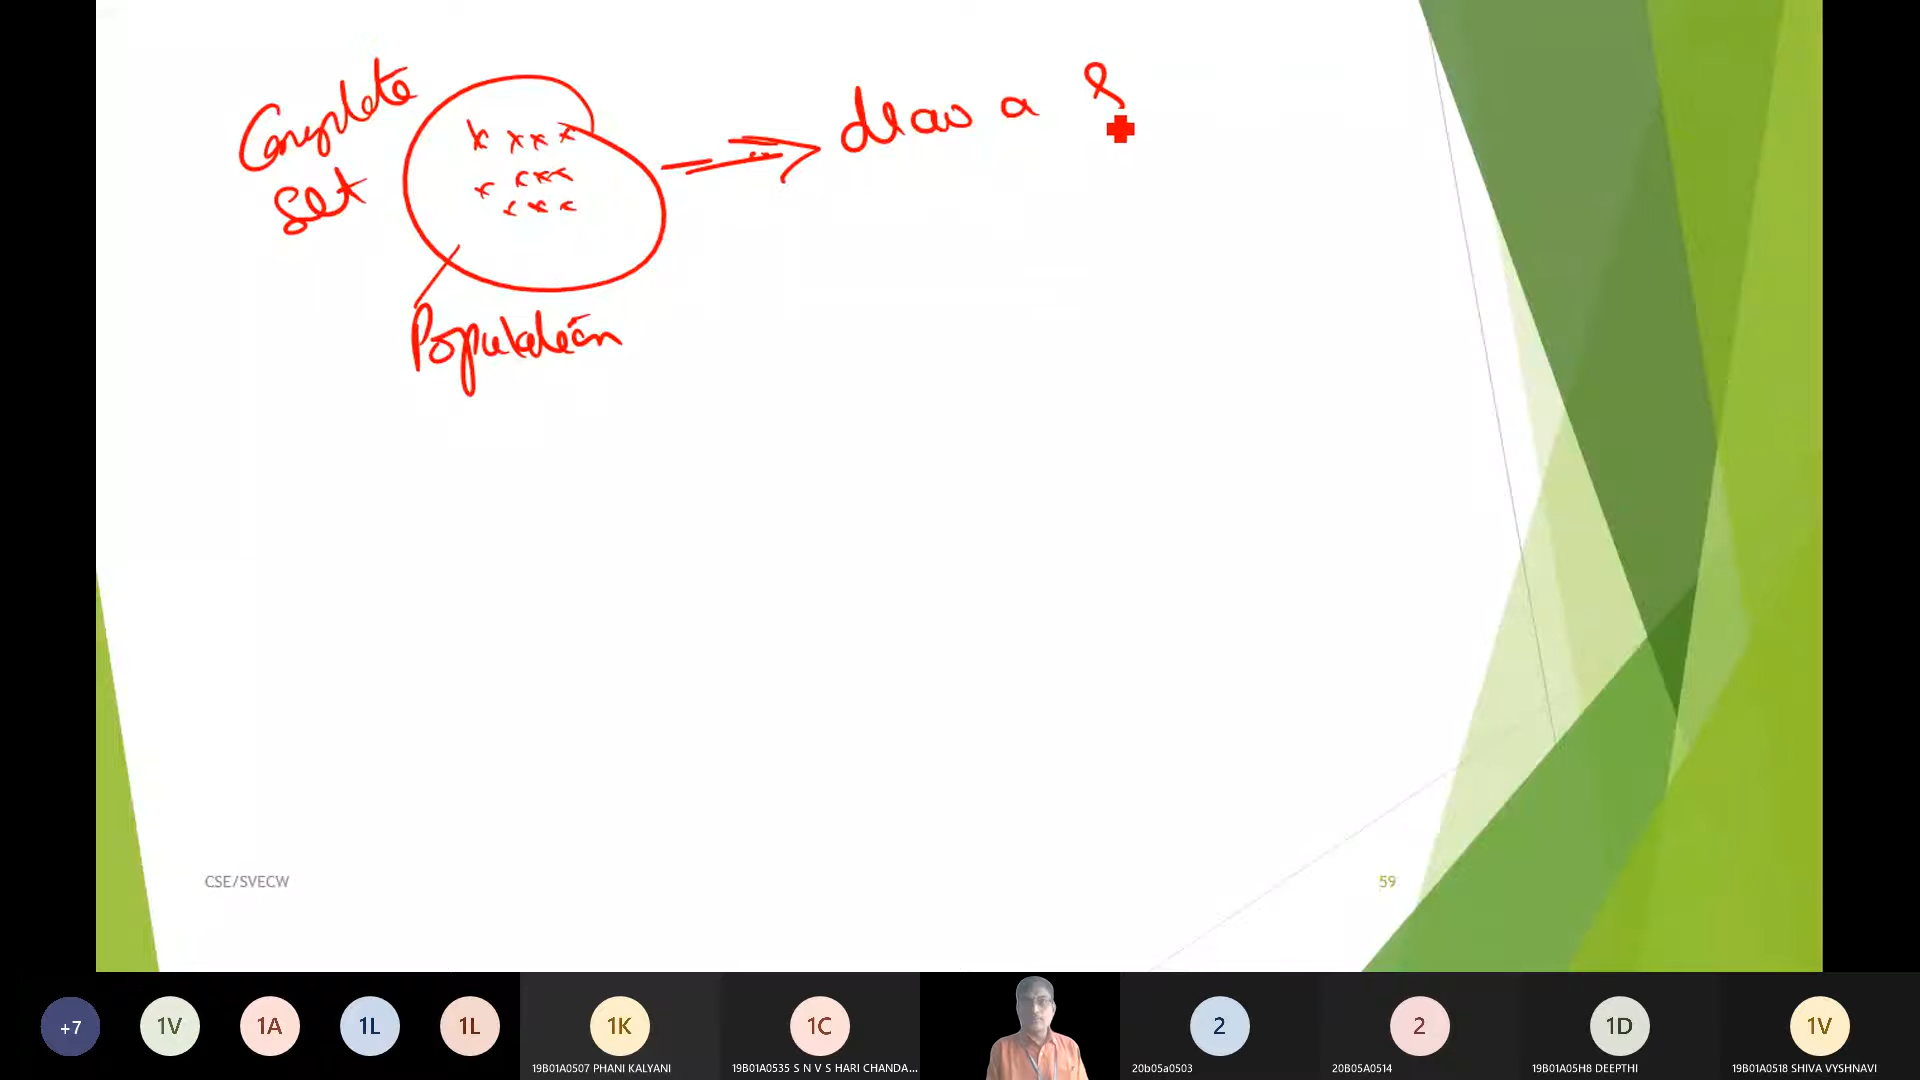 Complete
set
x x x x
x x x x
x x x
draw a S
Population
CSE/SVECW
59
+7
1V
1A
1L
1L
1K
1C
2
2
1D
1V
19B01A0507 PHANI KALYANI
19B01A0535 S N V S HARI CHANDA...
20b05a0503
20B05A0514
19B01A05H8 DEEPTHI
19B01A0518 SHIVA VYSHNAVI